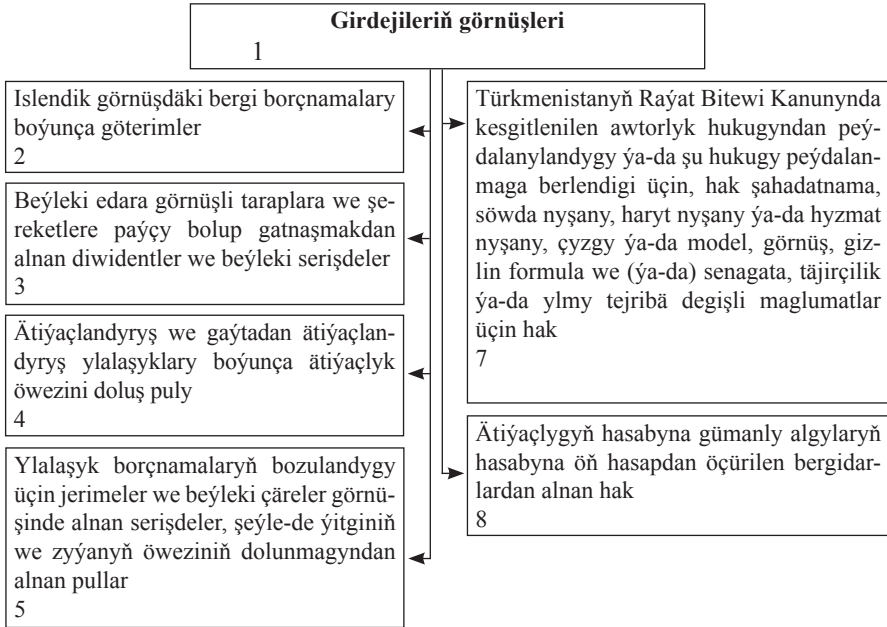 Girdejileriň görnüşleri
1
Islendik görnüşdäki bergi borçnamalary
boýunça göterimler
2
Beýleki edara görnüşli taraplara we şe-
reketlere paýçy bolup gatnaşmakdan
alnan diwidentler we beýleki serişdeler
3
Ätiýaçlandyryş we gaýtadan ätiýaçlan-
dyryş ylalaşyklary boýunça ätiýaçlyk
öwezini doluş puly
4
Ylalaşyk borçnamalaryň bozulandygy
üçin jerimeler we beýleki çäreler görnü-
şinde alnan serişdeler, şeýle-de ýitginiň
we zyýanyň öweziniň dolunmagyndan
alnan pullar
5
Türkmenistanyň Raýat Bitewi Kanunynda
kesgitlenilen awtorlyk hukugyndan peý-
dalanylandygy ýa-da şu hukugy peýdalan-
maga berlendigi üçin, hak şahadatnama,
söwda nyşany, haryt nyşany ýa-da hyzmat
nyşany, çyzgy ýa-da model, görnüş, giz-
lin formula we (ýa-da) senagata, täjirçilik
ýa-da ylmy tejribä degişli maglumatlar
üçin hak
7
Ätiýaçlygyň hasabyna gümanly algylaryň
hasabyna öň hasapdan öçürilen bergidar-
lardan alnan hak
8